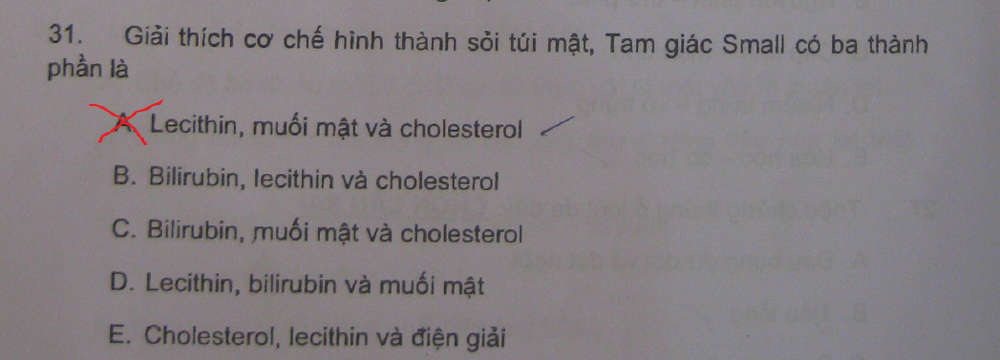 31. Giải thích cơ chế hình thành sỏi túi mật, Tam giác Small có ba thành
phần là
A. Lecithin, muối mật và cholesterol
B. Bilirubin, lecithin và cholesterol
C. Bilirubin, muối mật và cholesterol
D. Lecithin, bilirubin và muối mật
E. Cholesterol, lecithin và điện giải